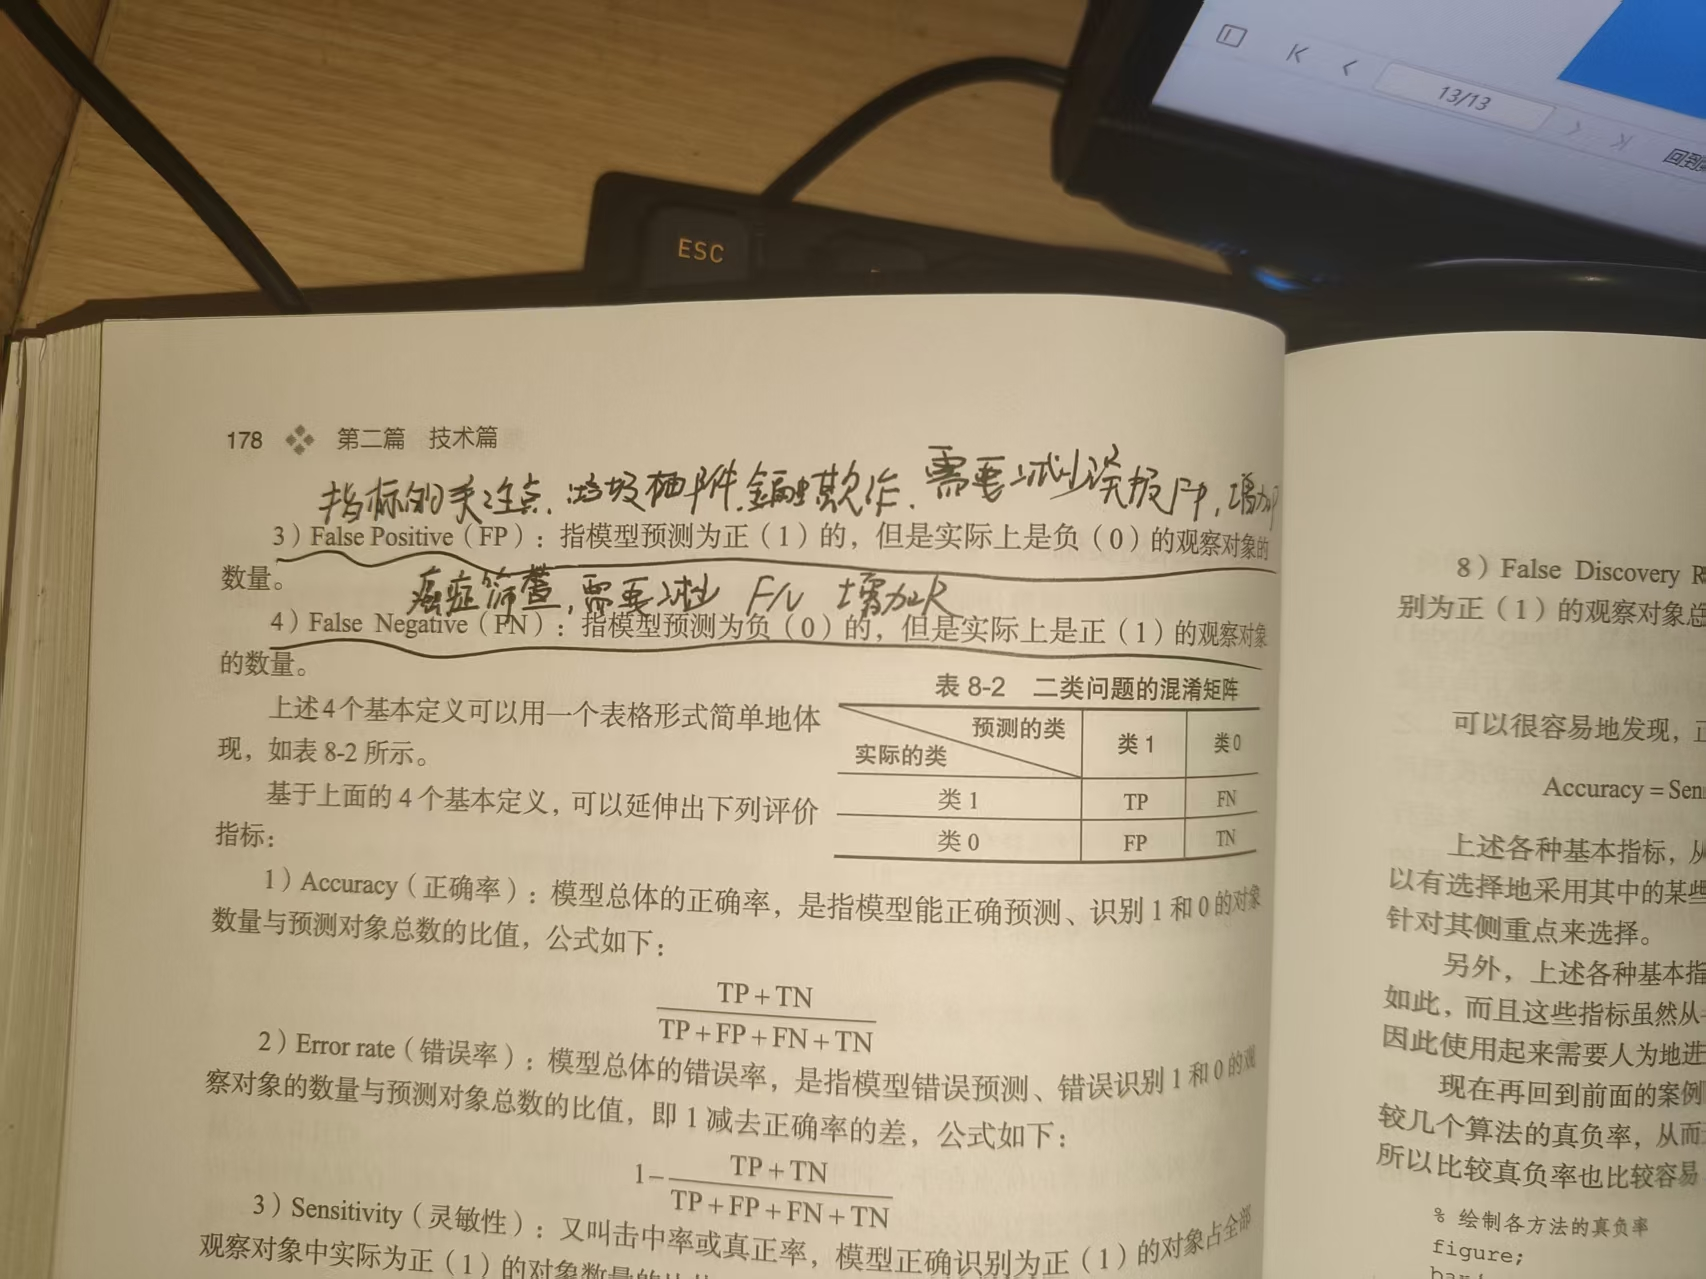 13/13
ESC
178 第二篇 技术篇
指标的关注点,垃圾邮件,金融欺诈,需要减少误报FP,增加P
3)False Positive(FP):指模型预测为正(1)的,但是实际上是负(0)的观察对象的
数量。
癌症筛查,需要减少 FN 增加R
4)False Negative(FN):指模型预测为负(0)的,但是实际上是正(1)的观察对象
的数量。
上述4个基本定义可以用一个表格形式简单地体
现,如表 8-2 所示。
基于上面的 4 个基本定义,可以延伸出下列评价
指标:
表 8-2 二类问题的混淆矩阵
预测的类 类 1 类 0
实际的类
类 1 TP FN
类 0 FP TN
1)Accuracy(正确率):模型总体的正确率,是指模型能正确预测、识别 1 和 0 的对象
数量与预测对象总数的比值,公式如下:
TP+TN
TP+FP+FN+TN
2)Error rate(错误率):模型总体的错误率,是指模型错误预测、错误识别 1 和 0 的观
察对象的数量与预测对象总数的比值,即 1 减去正确率的差,公式如下:
1- TP+TN
TP+FP+FN+TN
3)Sensitivity(灵敏性):又叫击中率或真正率,模型正确识别为正(1)的对象占全部
观察对象中实际为正(1)的对象数量的比
8)False Discovery R
别为正(1)的观察对象总
可以很容易地发现,正
Accuracy = Sen
上述各种基本指标,从
以有选择地采用其中的某些
针对其侧重点来选择。
另外,上述各种基本指
如此,而且这些指标虽然从
因此使用起来需要人为地进
现在再回到前面的案例
较几个算法的真负率,从而
所以比较真负率也比较容易
% 绘制各方法的真负率
figure;